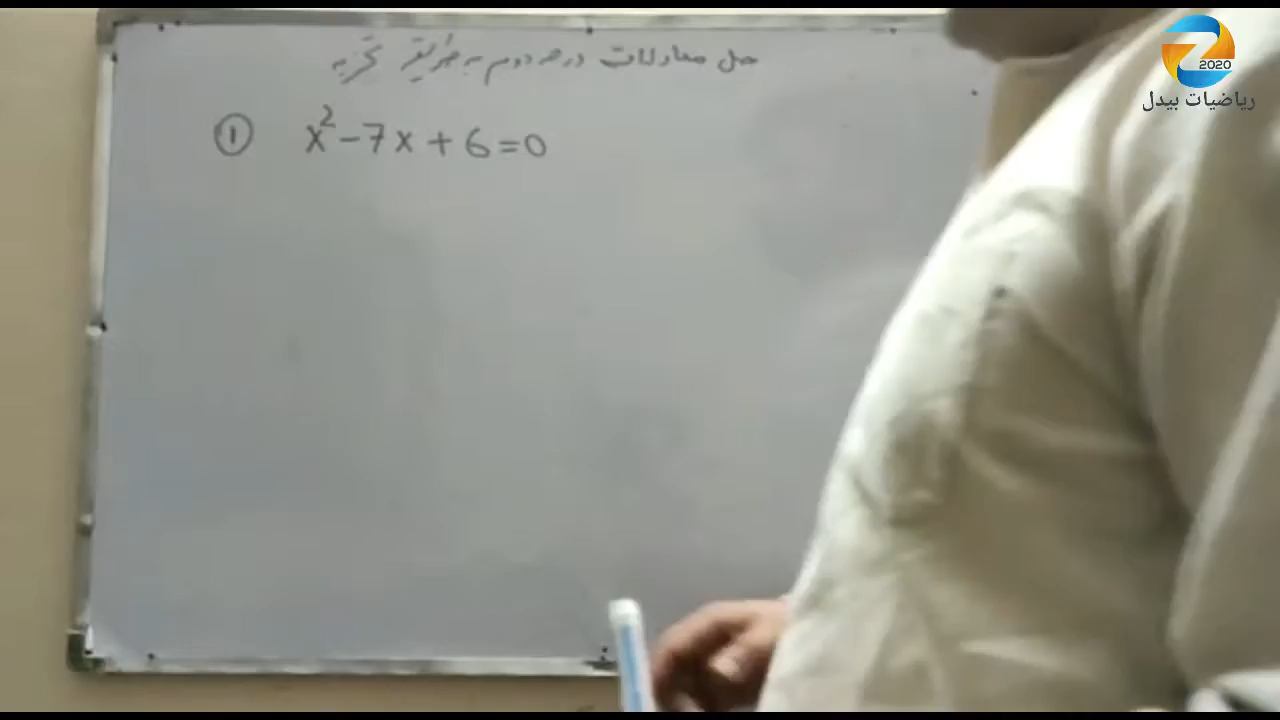 حل معادلات درجه دوم به طریقه تجزیه
① x²-7x+6=0
2020
ریاضیات بیدل